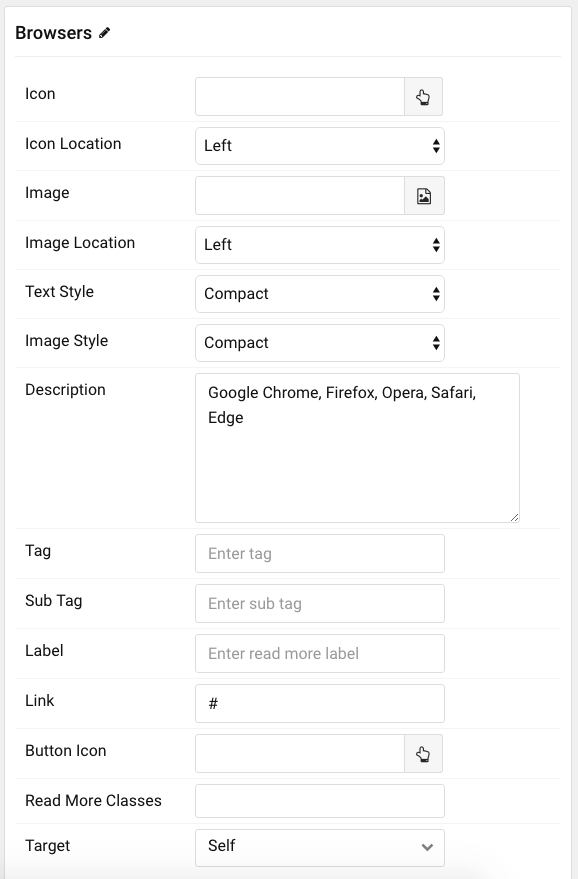 Browsers
Icon
Icon Location
Left
Image
Image Location
Left
Text Style
Compact
Image Style
Compact
Description
Google Chrome, Firefox, Opera, Safari,
Edge
Tag
Enter tag
Sub Tag
Enter sub tag
Label
Enter read more label
Link
#
Button Icon
Read More Classes
Target
Self